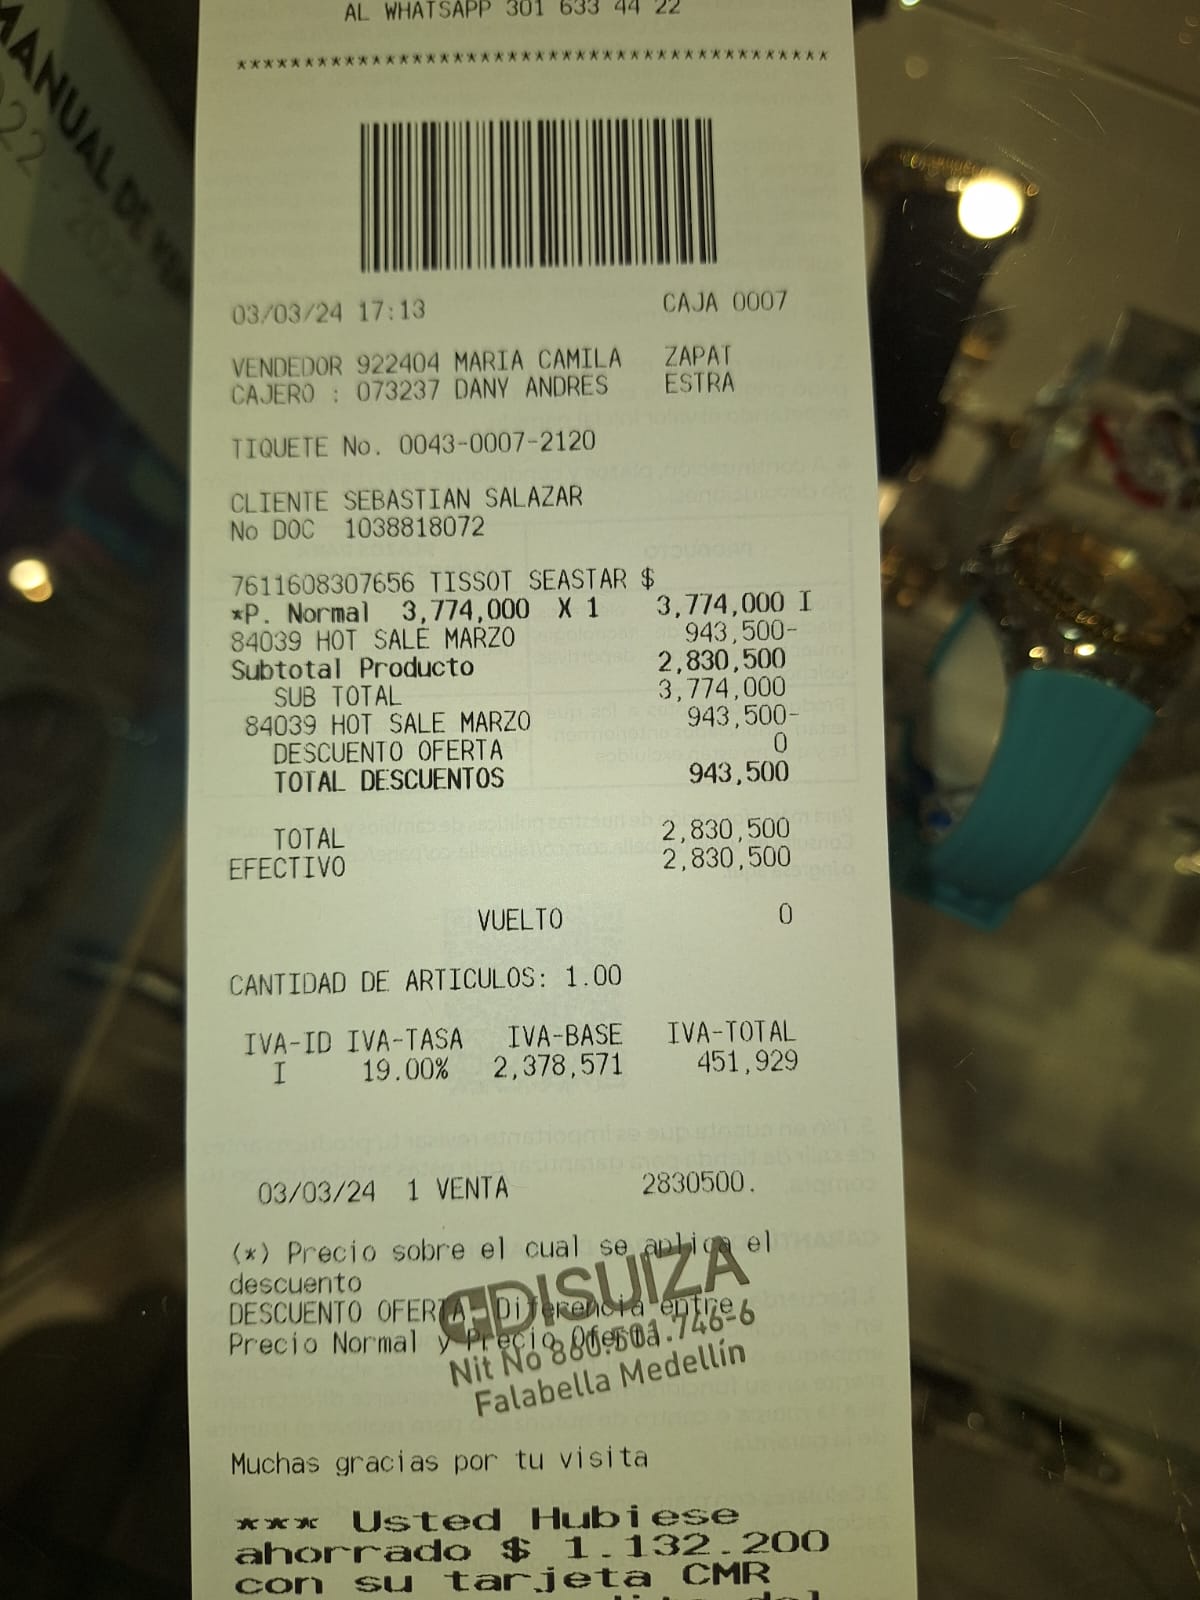 MANUAL DE
2022 - 2023
AL WHATSAPP 301 633 44 22
*******************************************
03/03/24 17:13 CAJA 0007
VENDEDOR 922404 MARIA CAMILA ZAPAT
CAJERO : 073237 DANY ANDRES ESTRA
TIQUETE No. 0043-0007-2120
CLIENTE SEBASTIAN SALAZAR
No DOC 1038818072
7611608307656 TISSOT SEASTAR $
*P. Normal 3,774,000 X 1 3,774,000 I
84039 HOT SALE MARZO 943,500-
Subtotal Producto 2,830,500
SUB TOTAL 3,774,000
84039 HOT SALE MARZO 943,500-
DESCUENTO OFERTA 0
TOTAL DESCUENTOS 943,500
TOTAL 2,830,500
EFECTIVO 2,830,500
VUELTO 0
CANTIDAD DE ARTICULOS: 1.00
IVA-ID IVA-TASA IVA-BASE IVA-TOTAL
I 19.00% 2,378,571 451,929
03/03/24 1 VENTA 2830500.
(*) Precio sobre el cual se aplica el
descuento
DESCUENTO OFERTA- Diferencia entre
Precio Normal y Precio Oferta.
DISUIZA
Nit No 860.501.746-6
Falabella Medellín
Muchas gracias por tu visita
*** Usted Hubiese
ahorrado $ 1.132.200
con su tarjeta CMR